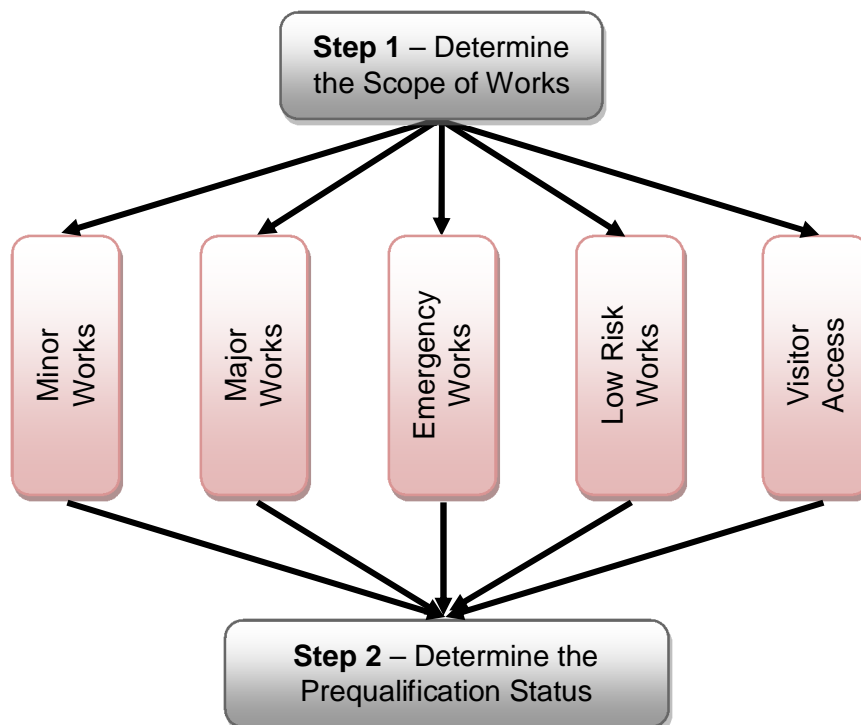 Step 1 – Determine
the Scope of Works
Minor
Works
Major
Works
Emergency
Works
Low Risk
Works
Visitor
Access
Step 2 – Determine the
Prequalification Status